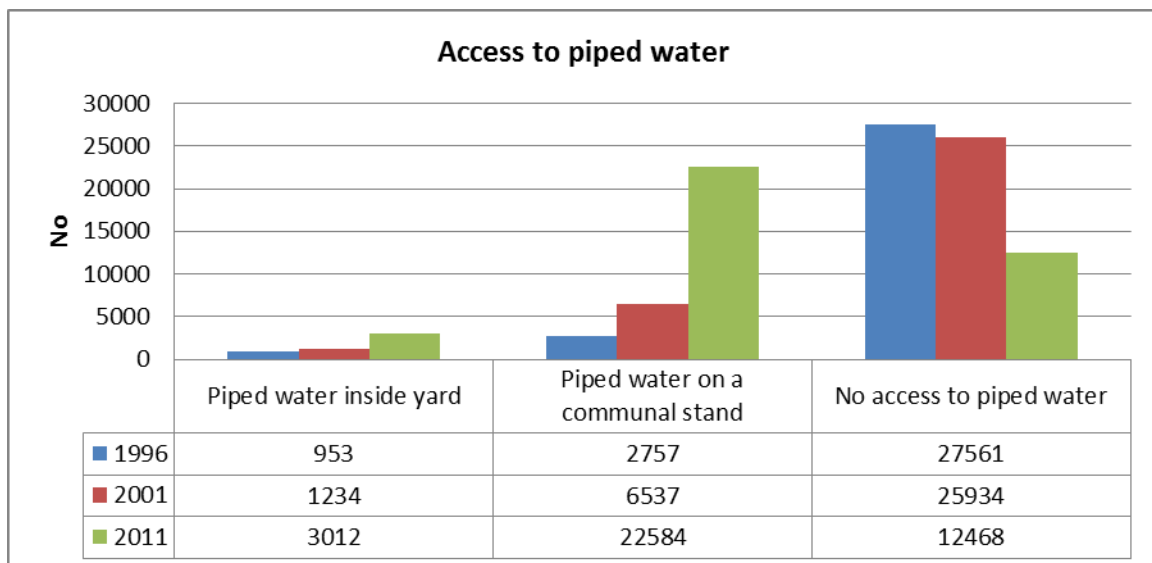 Access to piped water
30000
25000
20000
15000
10000
5000
0
No
Piped water inside yard
Piped water on a
communal stand
No access to piped water
1996 953 2757 27561
2001 1234 6537 25934
2011 3012 22584 12468